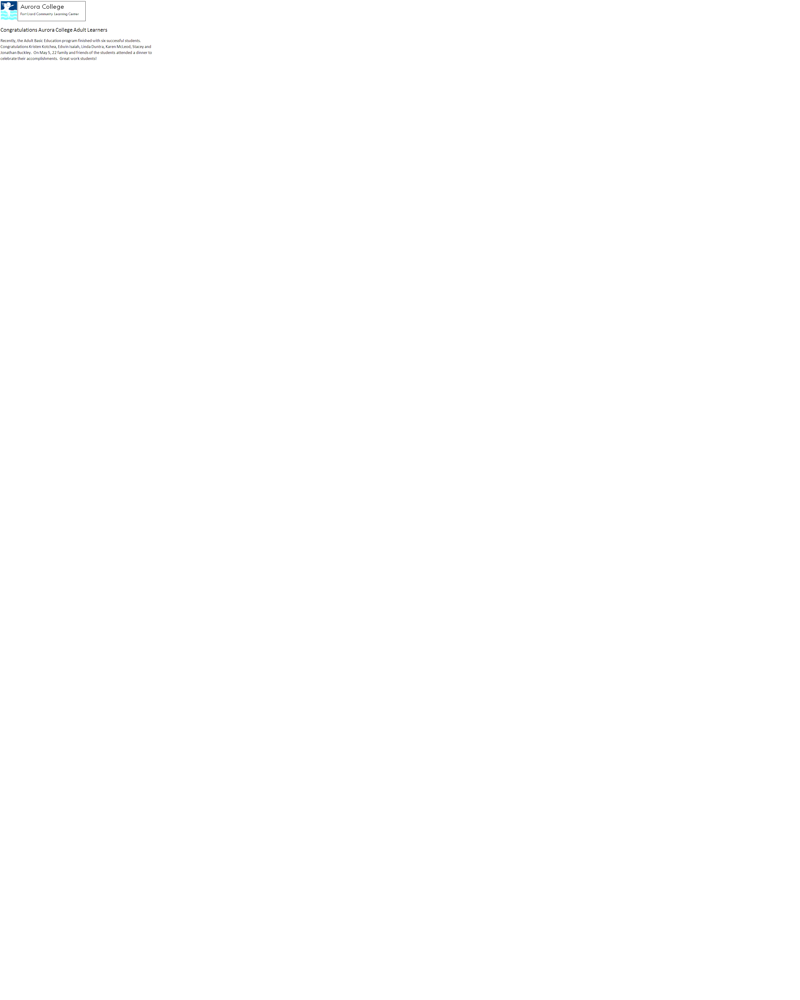 Aurora College
Fort Liard Community Learning Center
Congratulations Aurora College Adult Learners
Recently, the Adult Basic Education program finished with six successful students.
Congratulations Kristen Kotchea, Edwin Isaiah, Linda Duntra, Karen McLeod, Stacey and
Jonathan Buckley.  On May 5, 22 family and friends of the students attended a dinner to
celebrate their accomplishments.  Great work students!